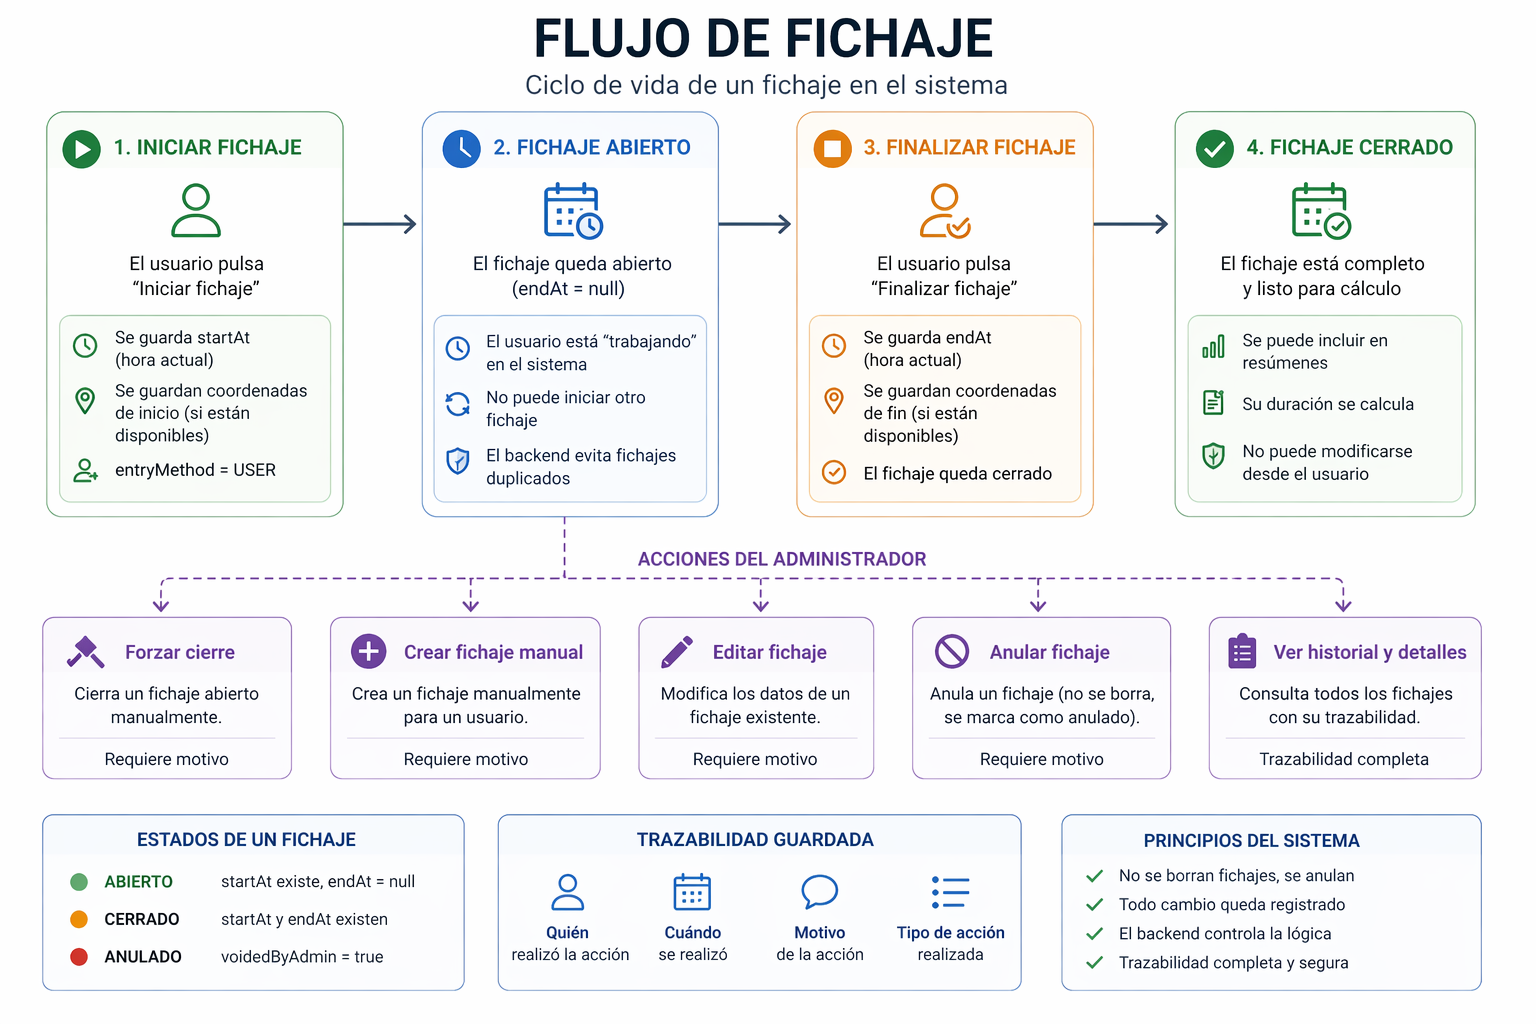 FLUJO DE FICHAJE
Ciclo de vida de un fichaje en el sistema
1. INICIAR FICHAJE
El usuario pulsa
“Iniciar fichaje”
Se guarda startAt
(hora actual)
Se guardan coordenadas
de inicio (si están
disponibles)
entryMethod = USER
2. FICHAJE ABIERTO
El fichaje queda abierto
(endAt = null)
El usuario está “trabajando”
en el sistema
No puede iniciar otro
fichaje
El backend evita fichajes
duplicados
3. FINALIZAR FICHAJE
El usuario pulsa
“Finalizar fichaje”
Se guarda endAt
(hora actual)
Se guardan coordenadas
de fin (si están
disponibles)
El fichaje queda cerrado
4. FICHAJE CERRADO
El fichaje está completo
y listo para cálculo
Se puede incluir en
resúmenes
Su duración se calcula
No puede modificarse
desde el usuario
ACCIONES DEL ADMINISTRADOR
Forzar cierre
Cierra un fichaje abierto
manualmente.
Requiere motivo
Crear fichaje manual
Crea un fichaje manualmente
para un usuario.
Requiere motivo
Editar fichaje
Modifica los datos de un
fichaje existente.
Requiere motivo
Anular fichaje
Anula un fichaje (no se borra,
se marca como anulado).
Requiere motivo
Ver historial y detalles
Consulta todos los fichajes
con su trazabilidad.
Trazabilidad completa
ESTADOS DE UN FICHAJE
ABIERTO startAt existe, endAt = null
CERRADO startAt y endAt existen
ANULADO voidedByAdmin = true
TRAZABILIDAD GUARDADA
Quién
realizó la acción
Cuándo
se realizó
Motivo
de la acción
Tipo de acción
realizada
PRINCIPIOS DEL SISTEMA
No se borran fichajes, se anulan
Todo cambio queda registrado
El backend controla la lógica
Trazabilidad completa y segura